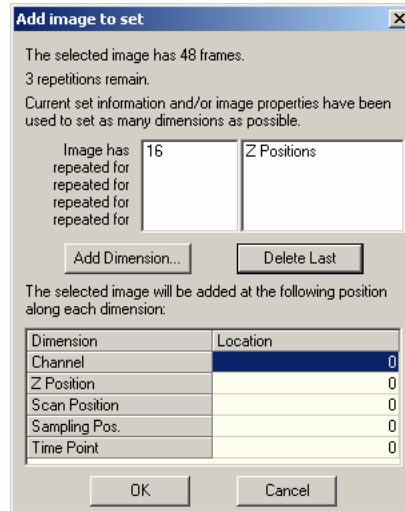 Add image to set
The selected image has 48 frames.
3 repetitions remain.
Current set information and/or image properties have been
used to set as many dimensions as possible.
Image has 16 Z Positions
repeated for
repeated for
repeated for
repeated for
Add Dimension... Delete Last
The selected image will be added at the following position
along each dimension:
Dimension Location
Channel 0
Z Position 0
Scan Position 0
Sampling Pos. 0
Time Point 0
OK Cancel